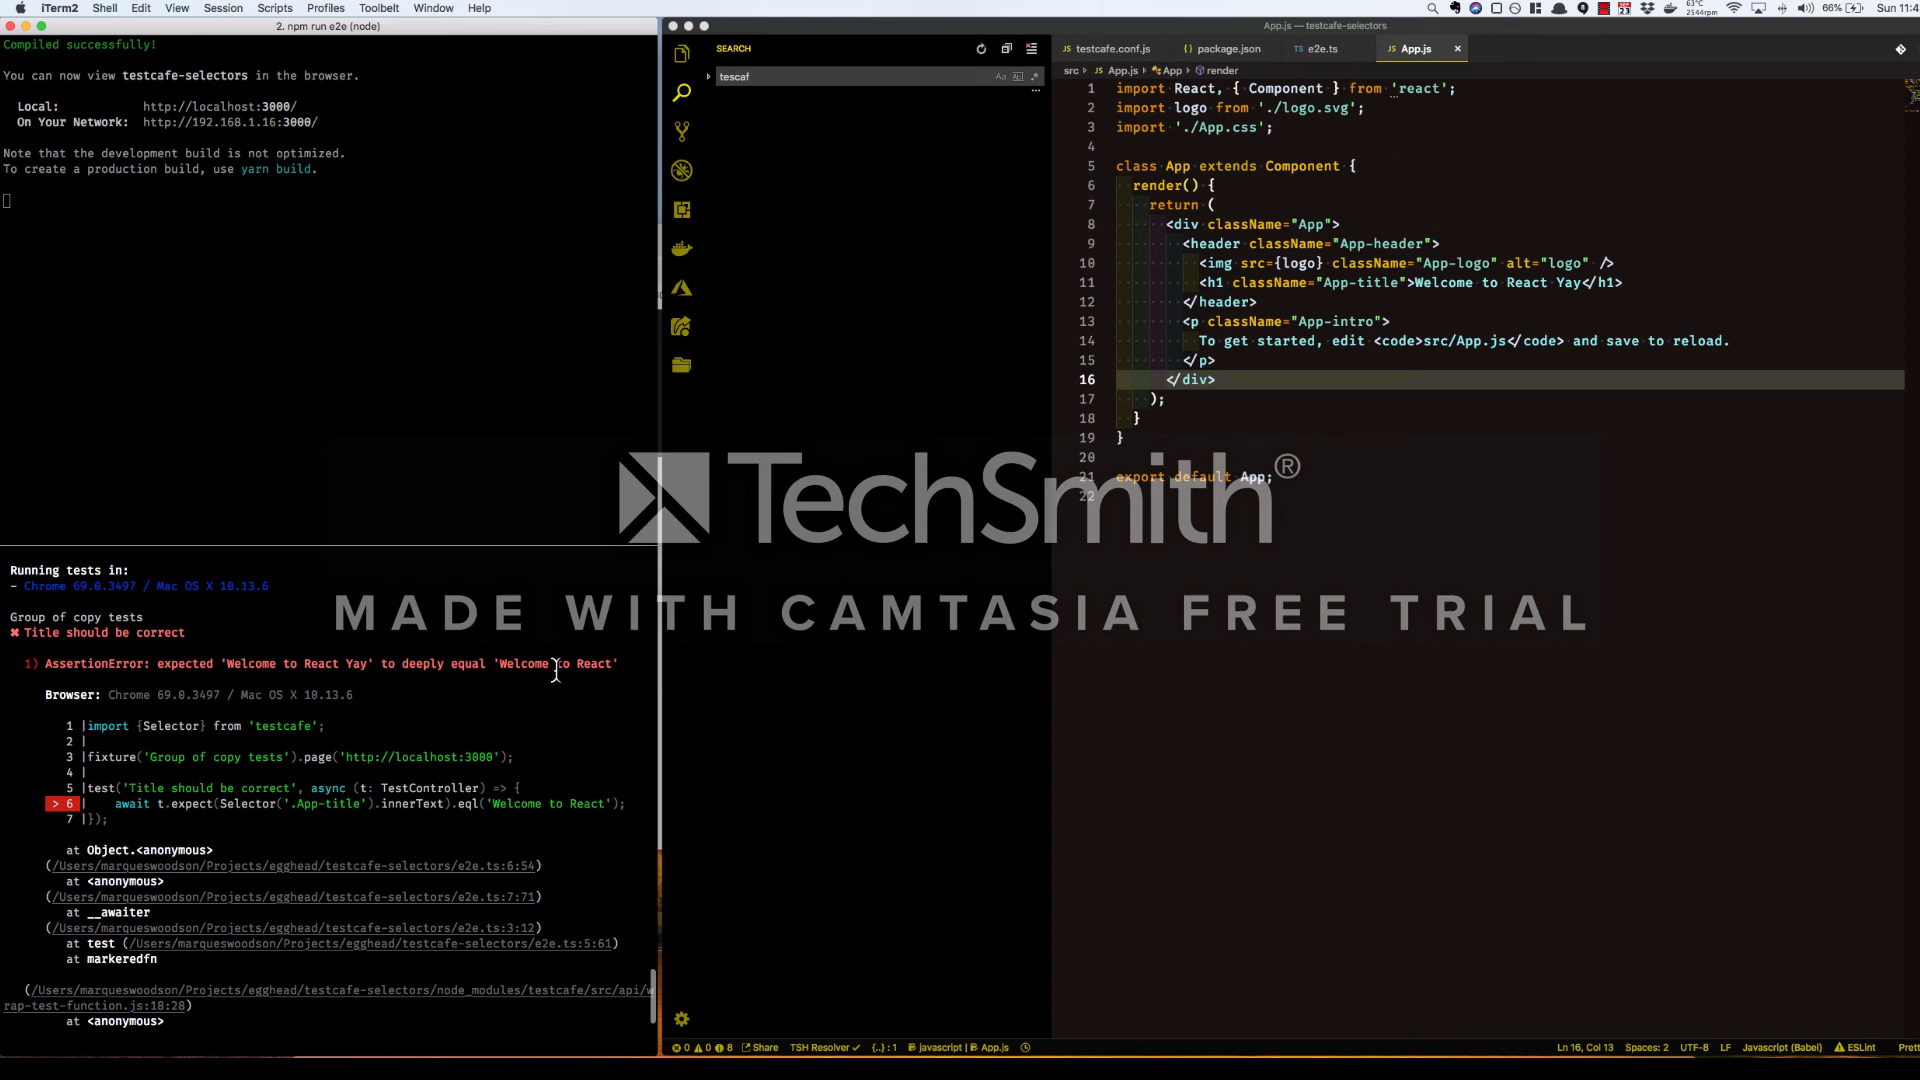 iTerm2 Shell Edit View Session Scripts Profiles Toolbelt Window Help
63°C
2544rpm
66%
Sun 11:4
2. npm run e2e (node)
Compiled successfully!
You can now view testcafe-selectors in the browser.
Local: http://localhost:3000/
On Your Network: http://192.168.1.16:3000/
Note that the development build is not optimized.
To create a production build, use yarn build.
Running tests in:
- Chrome 69.0.3497 / Mac OS X 10.13.6
Group of copy tests
✖ Title should be correct
1) AssertionError: expected 'Welcome to React Yay' to deeply equal 'Welcome to React'
Browser: Chrome 69.0.3497 / Mac OS X 10.13.6
1 |import {Selector} from 'testcafe';
2 |
3 |fixture('Group of copy tests').page('http://localhost:3000');
4 |
5 |test('Title should be correct', async (t: TestController) => {
> 6 | await t.expect(Selector('.App-title').innerText).eql('Welcome to React');
7 |});
at Object.<anonymous>
(/Users/marqueswoodson/Projects/egghead/testcafe-selectors/e2e.ts:6:54)
at <anonymous>
(/Users/marqueswoodson/Projects/egghead/testcafe-selectors/e2e.ts:7:71)
at __awaiter
(/Users/marqueswoodson/Projects/egghead/testcafe-selectors/e2e.ts:3:12)
at test (/Users/marqueswoodson/Projects/egghead/testcafe-selectors/e2e.ts:5:61)
at markeredfn
(/Users/marqueswoodson/Projects/egghead/testcafe-selectors/node_modules/testcafe/src/api/w
rap-test-function.js:18:28)
at <anonymous>
App.js — testcafe-selectors
SEARCH
tescaf
Aa Abl .*
...
JS testcafe.conf.js package.json TS e2e.ts JS App.js ×
src JS App.js App render
1 import React, { Component } from 'react';
2 import logo from './logo.svg';
3 import './App.css';
4
5 class App extends Component {
6 render() {
7 return (
8 <div className="App">
9 <header className="App-header">
10 <img src={logo} className="App-logo" alt="logo" />
11 <h1 className="App-title">Welcome to React Yay</h1>
12 </header>
13 <p className="App-intro">
14 To get started, edit <code>src/App.js</code> and save to reload.
15 </p>
16 </div>
17 );
18 }
19 }
20
21 export default App;
22
TechSmith®
MADE WITH CAMTASIA FREE TRIAL
0 0 8 Share TSH Resolver ✓ {..} : 1 javascript | App.js
Ln 16, Col 13 Spaces: 2 UTF-8 LF Javascript (Babel) ESLint Prett